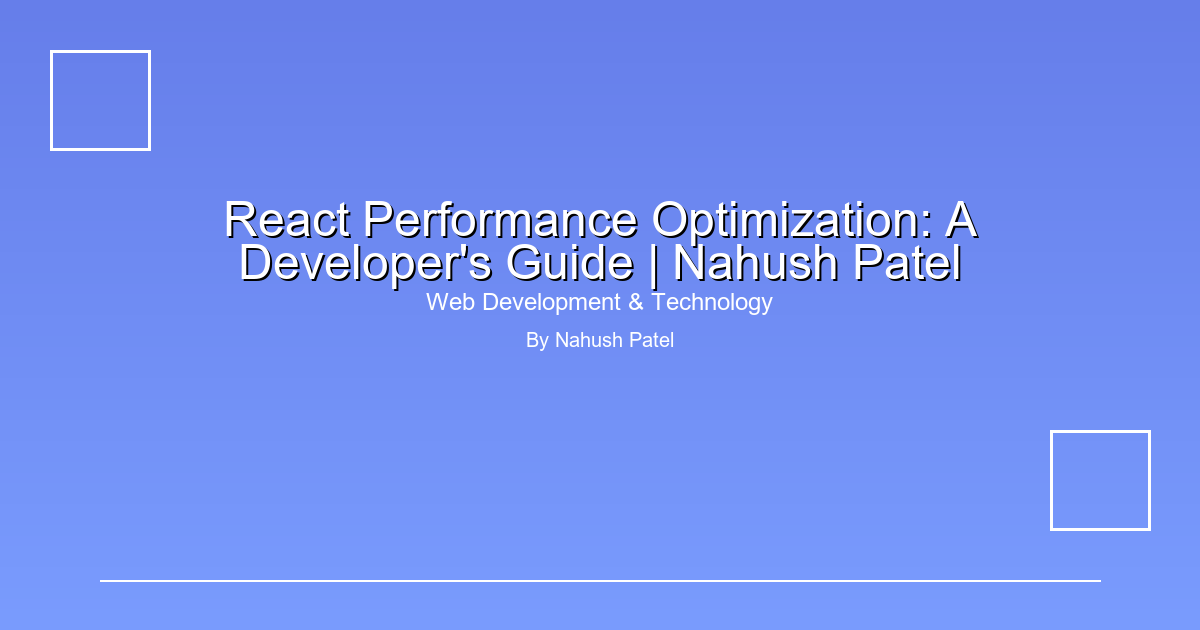 React Performance Optimization: A
Developer's Guide | Nahush Patel
Web Development & Technology
By Nahush Patel